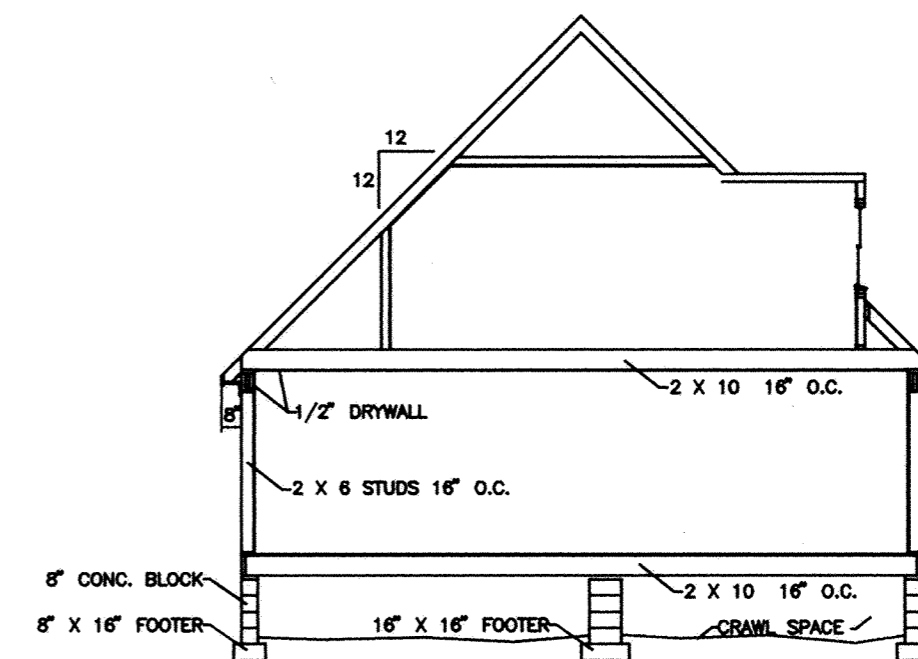 12
12
2 X 10 16" O.C.
8"
1/2" DRYWALL
2 X 6 STUDS 16" O.C.
8" CONC. BLOCK
2 X 10 16" O.C.
8" X 16" FOOTER
16" X 16" FOOTER
CRAWL SPACE